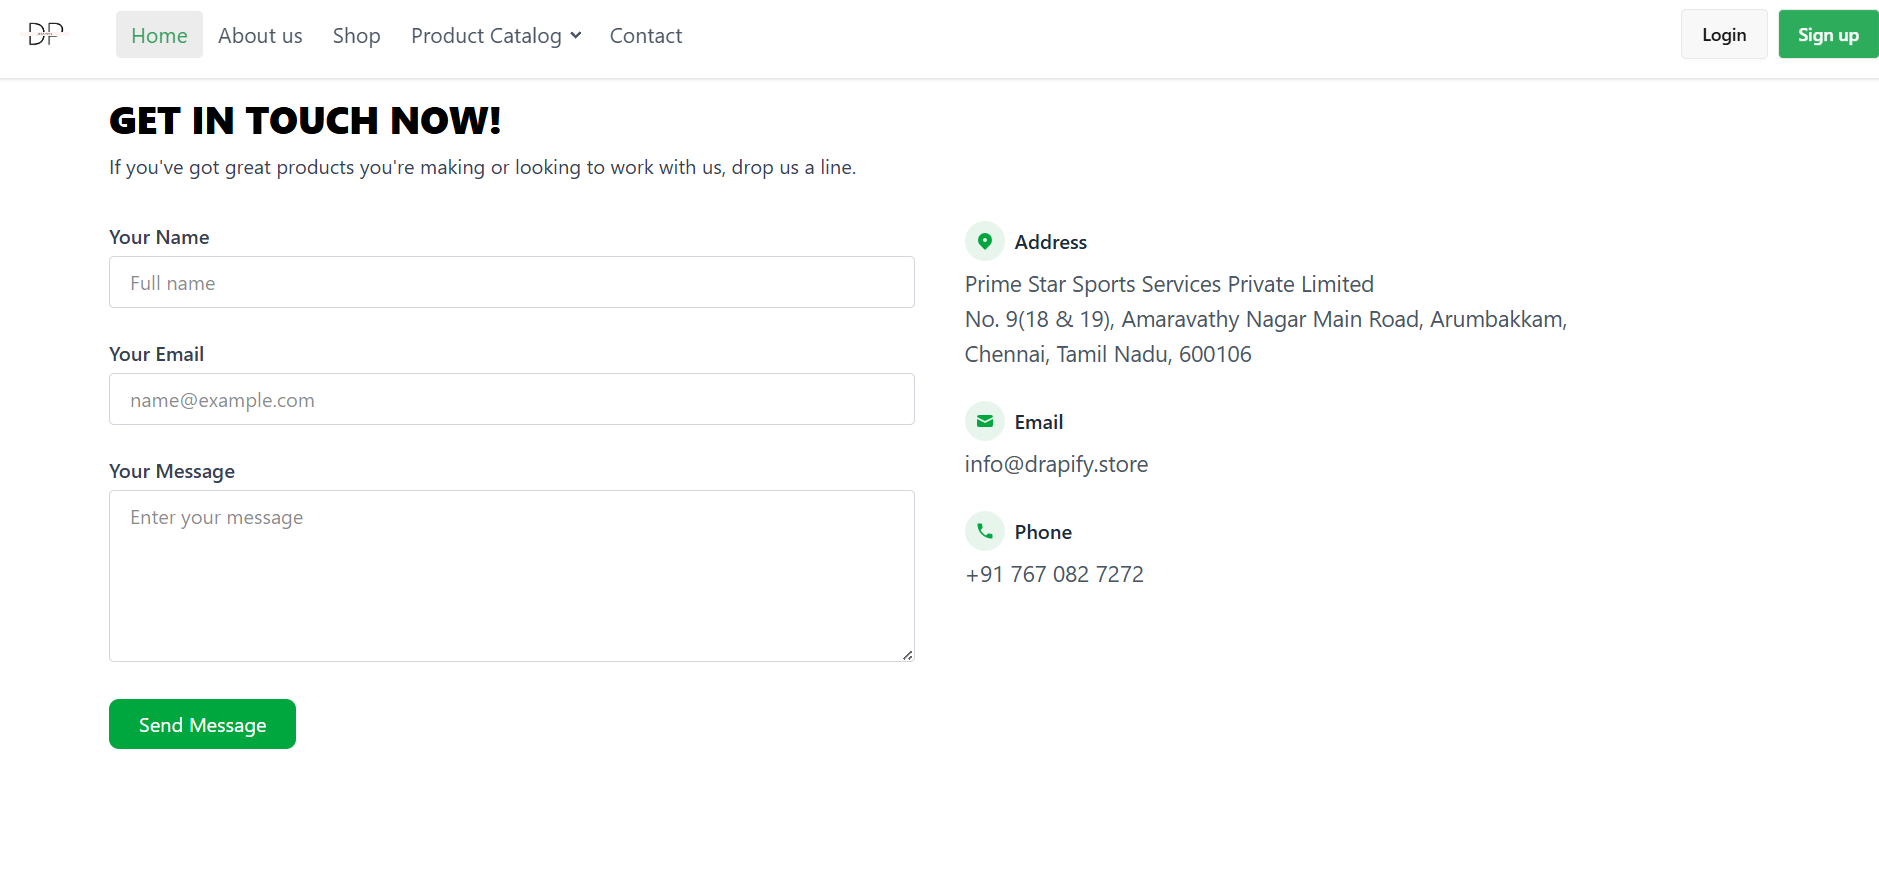 DP
Home About us Shop Product Catalog Contact
Login Sign up
GET IN TOUCH NOW!
If you've got great products you're making or looking to work with us, drop us a line.
Your Name
Full name
Your Email
name@example.com
Your Message
Enter your message
Send Message
Address
Prime Star Sports Services Private Limited
No. 9(18 & 19), Amaravathy Nagar Main Road, Arumbakkam,
Chennai, Tamil Nadu, 600106
Email
info@drapify.store
Phone
+91 767 082 7272